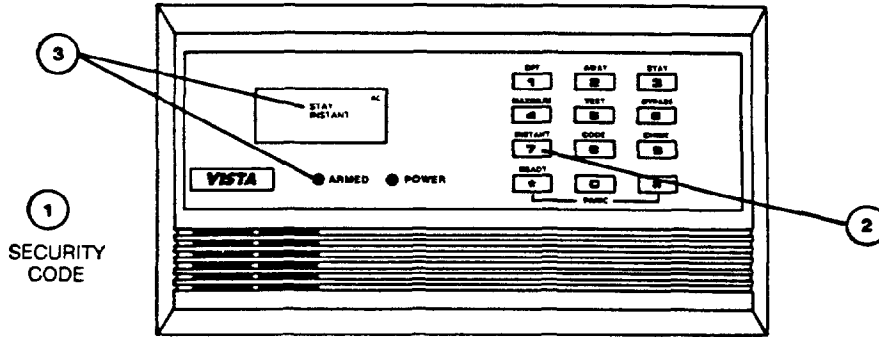 3
OFF AWAY STAY
1 2 3
AC
STAY
INSTANT
MAXIMUM TEST BYPASS
4 5 6
INSTANT CODE CHIME
7 8 9
VISTA ARMED POWER
READY
* 0 #
PANIC
1
SECURITY
CODE
2